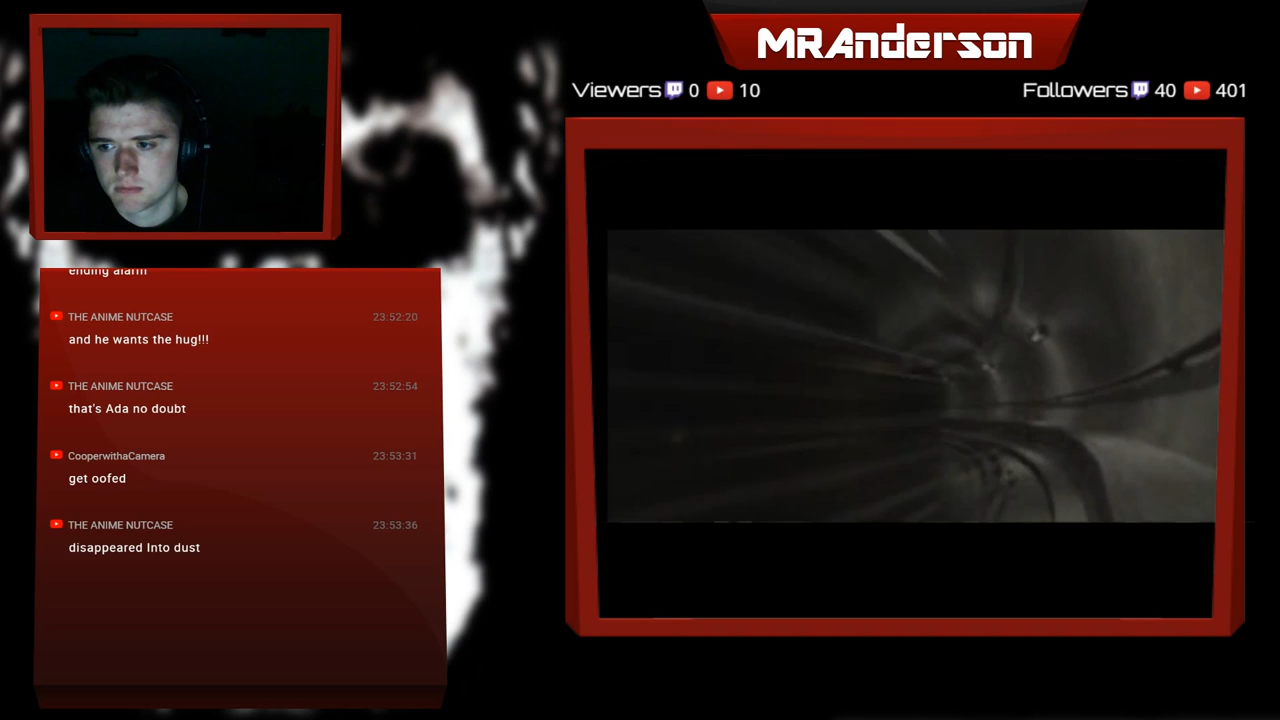 MRAnderson
Viewers 0 10
Followers 40 401
ending alarm
THE ANIME NUTCASE 23:52:20
and he wants the hug!!!
THE ANIME NUTCASE 23:52:54
that's Ada no doubt
CooperwithaCamera 23:53:31
get oofed
THE ANIME NUTCASE 23:53:36
disappeared Into dust